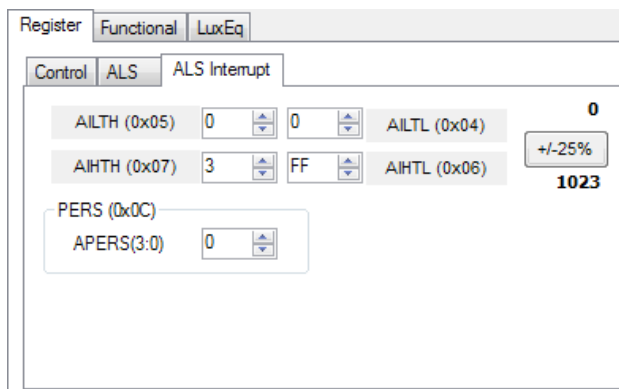 Register Functional LuxEq
Control ALS ALS Interrupt
AILTH (0x05) 0 0 AILTL (0x04) 0
+/-25%
AIHTH (0x07) 3 FF AIHTL (0x06)
1023
PERS (0x0C)
APERS(3:0) 0